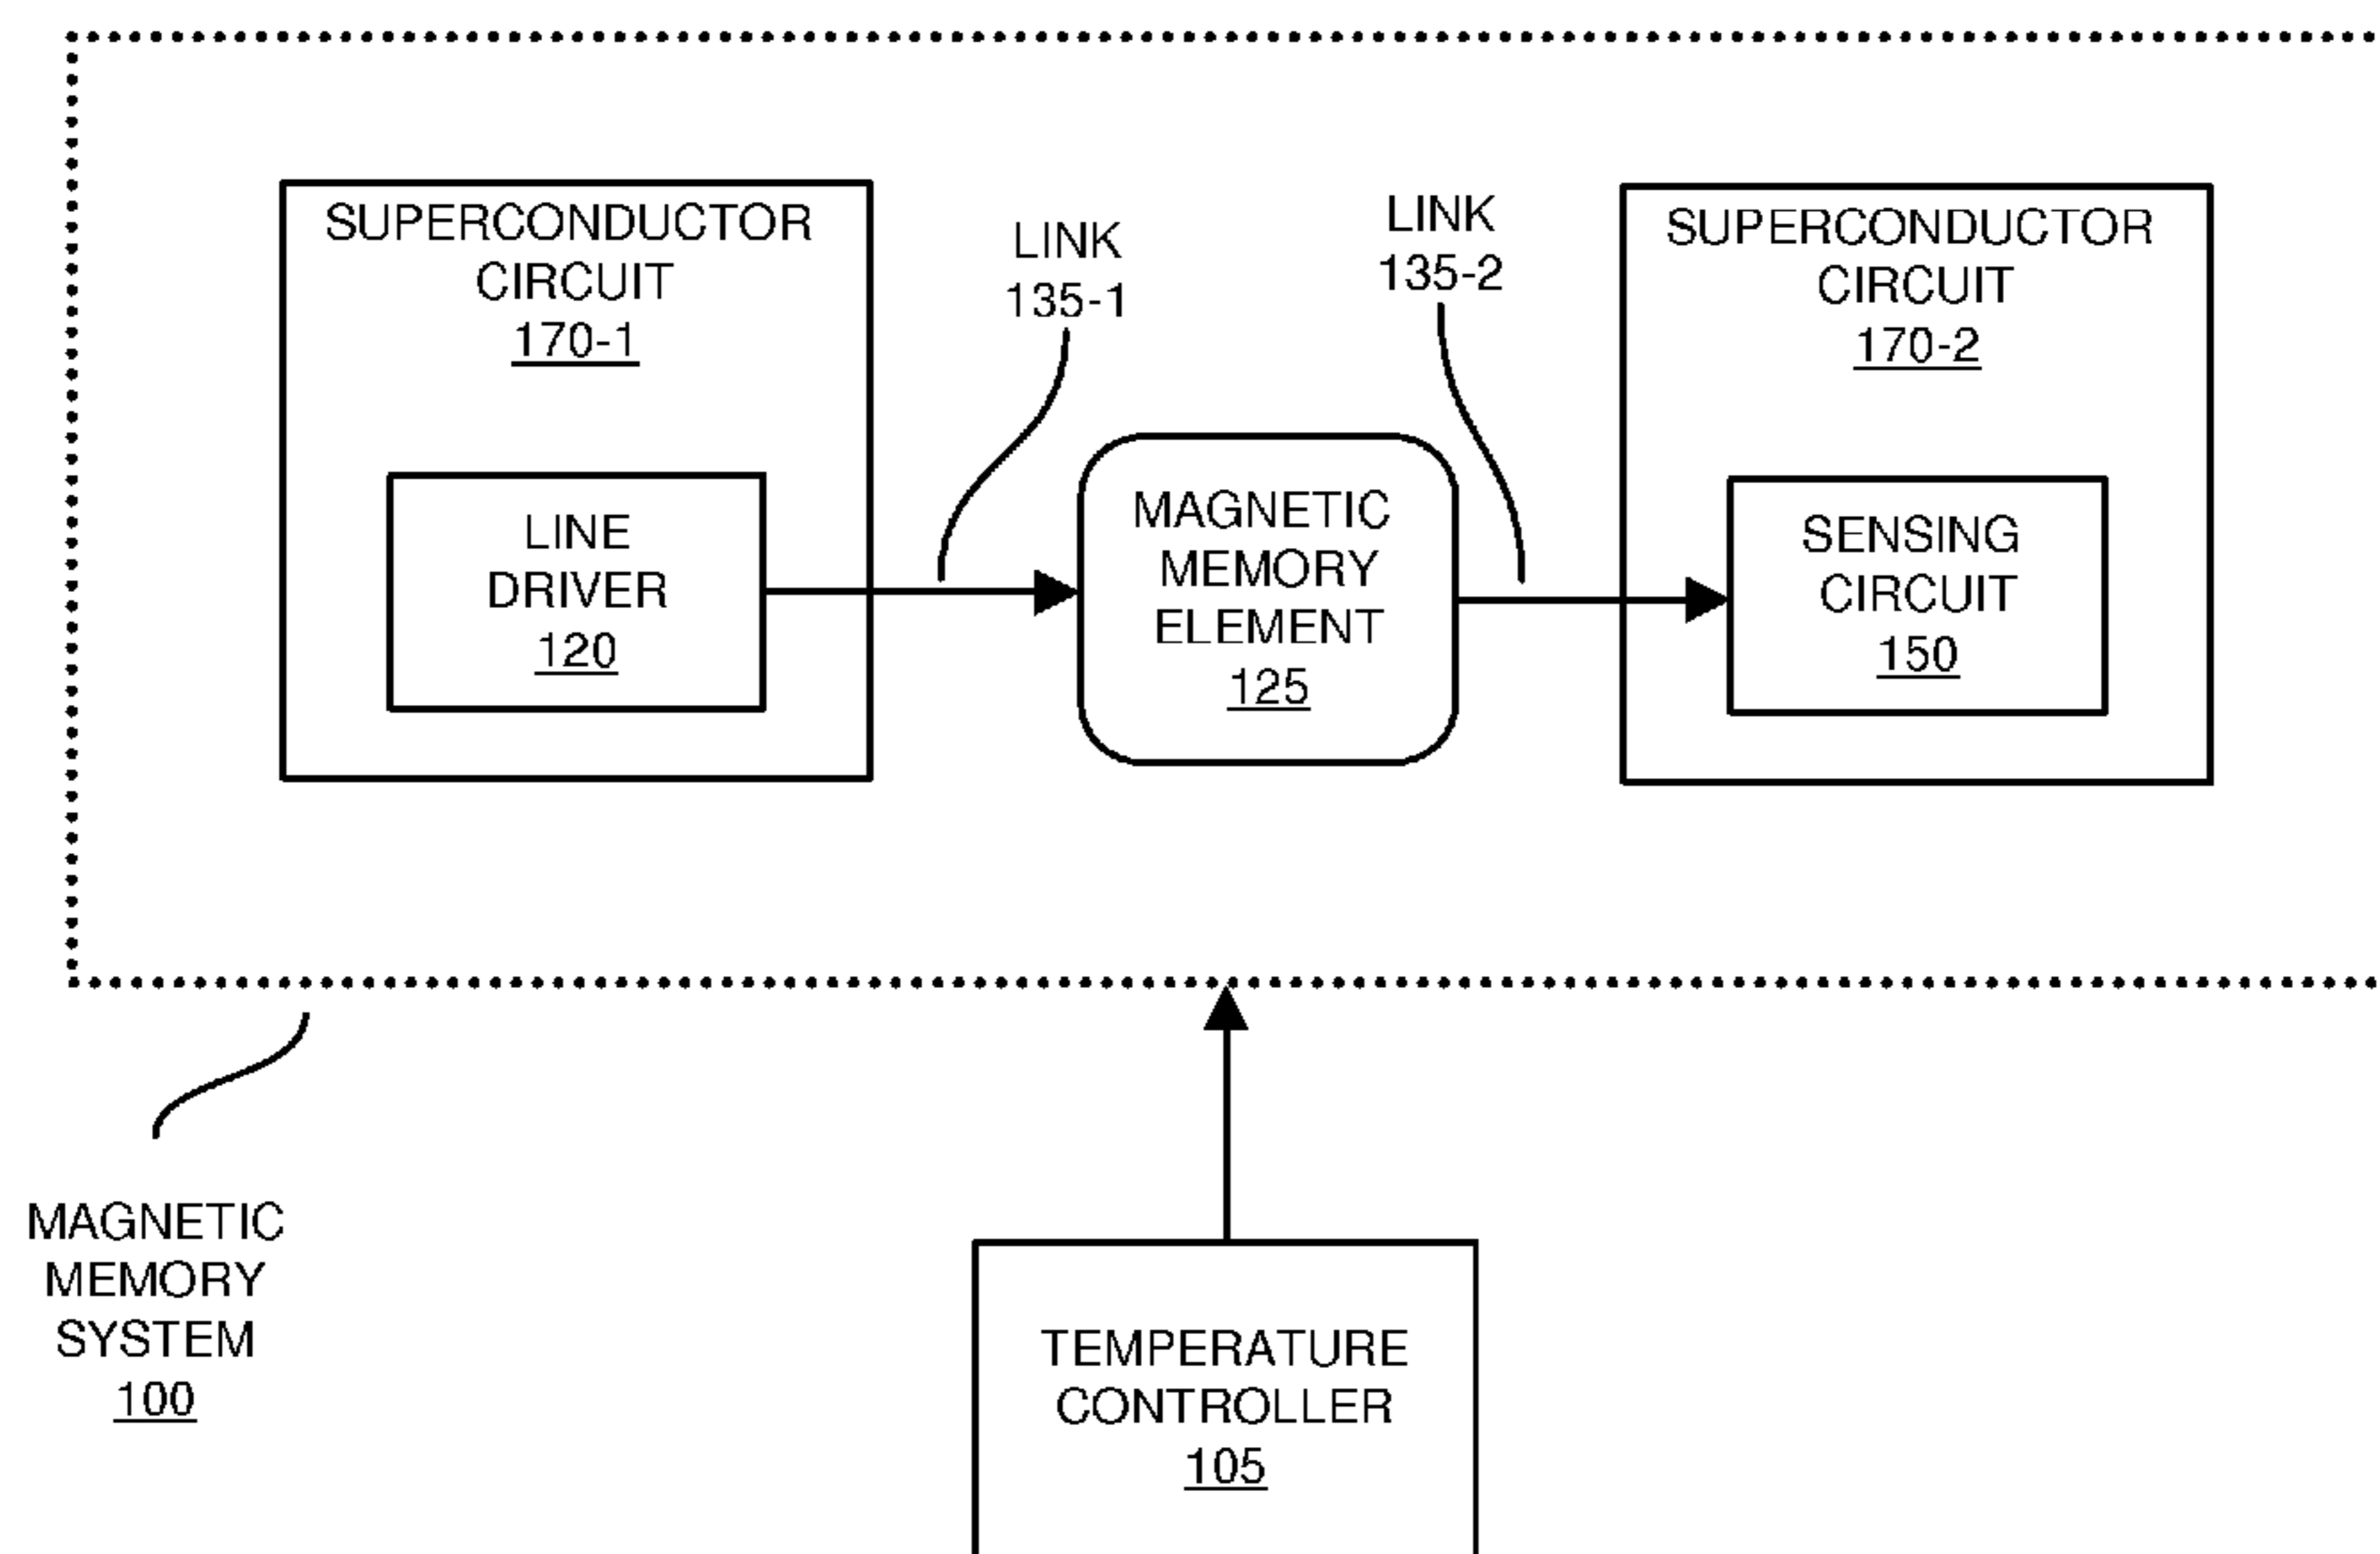 SUPERCONDUCTOR
CIRCUIT
170-1
LINE
DRIVER
120
LINK
135-1
MAGNETIC
MEMORY
ELEMENT
125
LINK
135-2
SUPERCONDUCTOR
CIRCUIT
170-2
SENSING
CIRCUIT
150
MAGNETIC
MEMORY
SYSTEM
100
TEMPERATURE
CONTROLLER
105